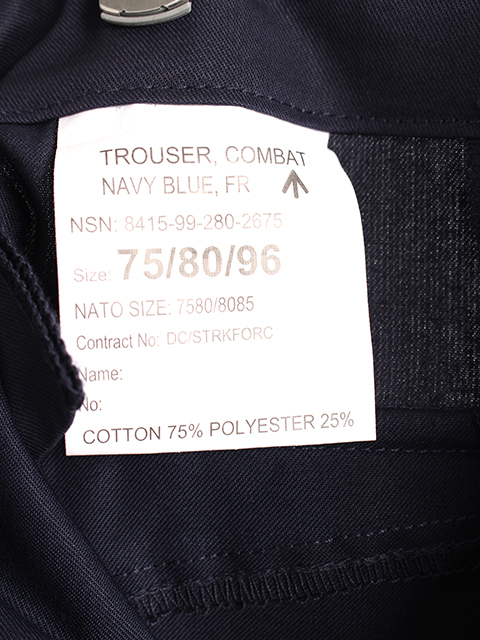 TROUSER, COMBAT
NAVY BLUE, FR
NSN: 8415-99-280-2675
Size: 75/80/96
NATO SIZE: 7580/8085
Contract No: DC/STRKFORC
Name:
No:
COTTON 75% POLYESTER 25%